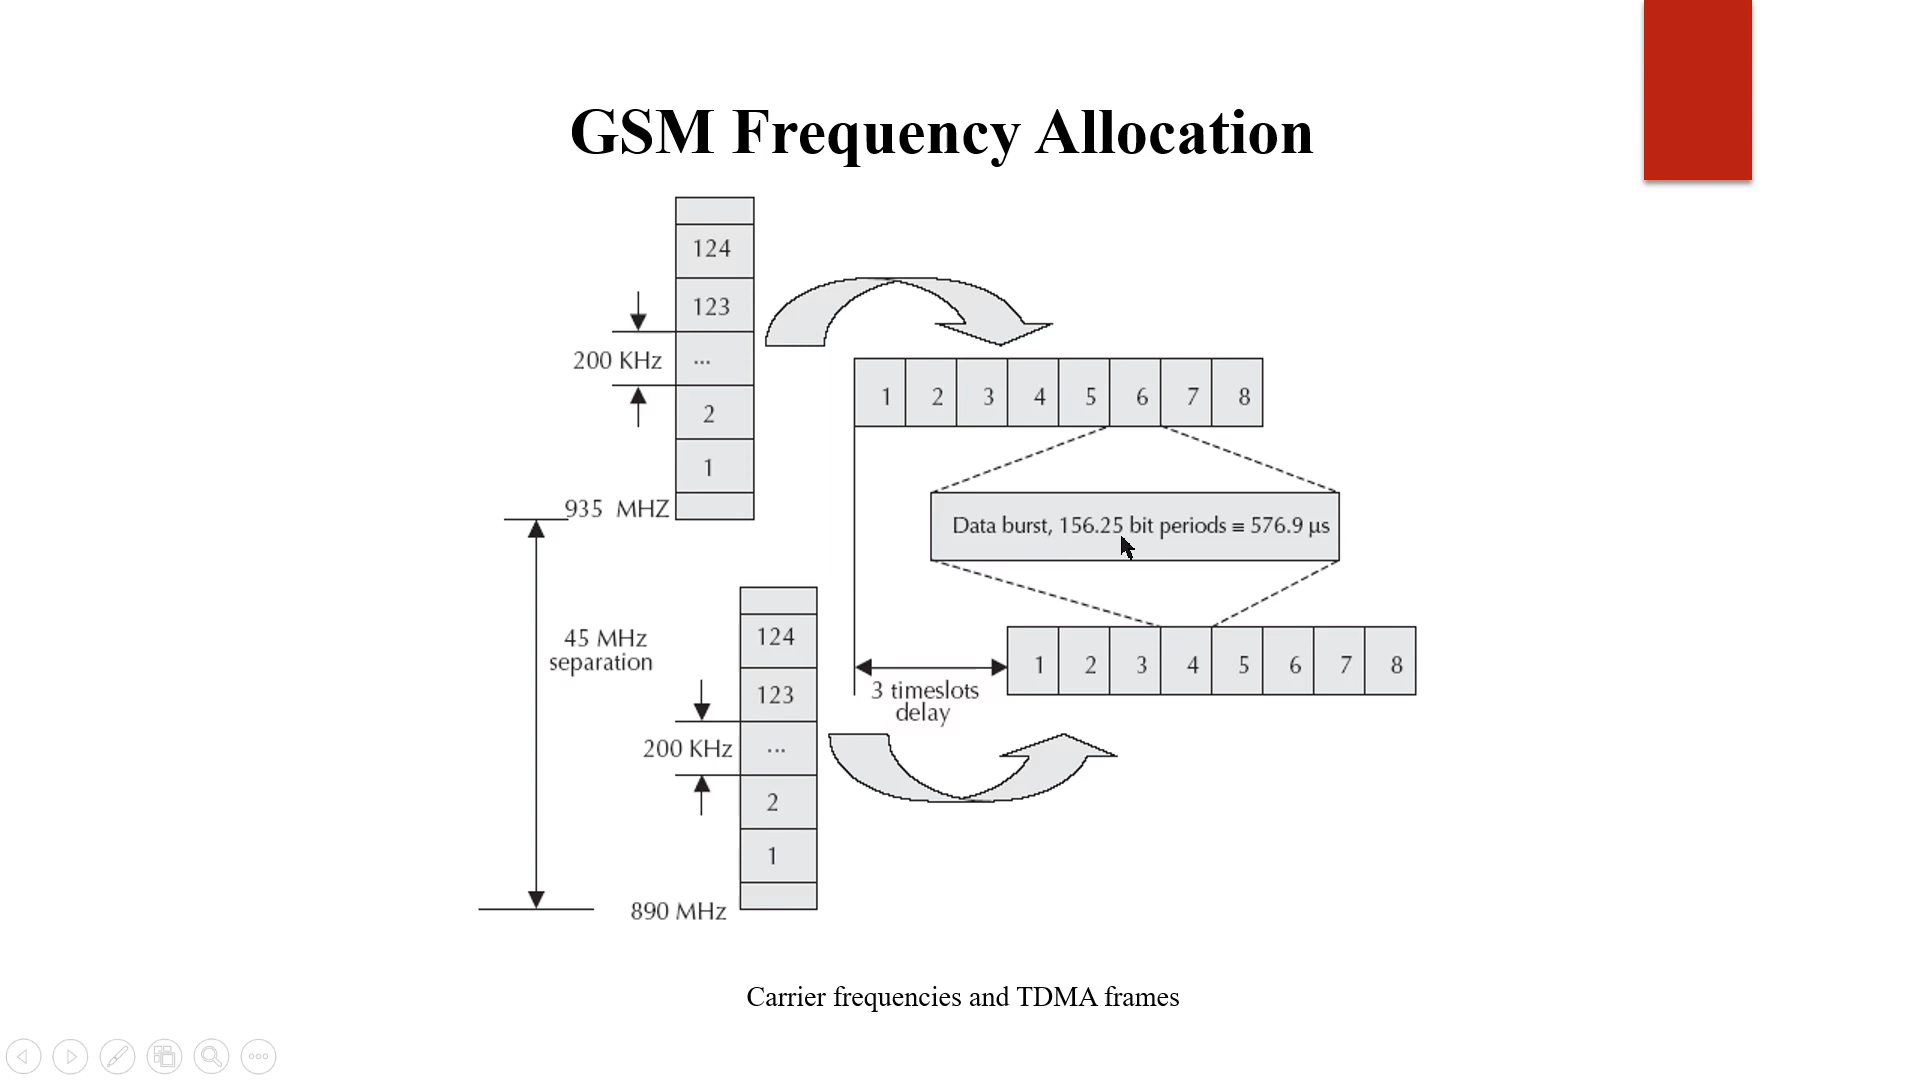 GSM Frequency Allocation
124
123
200 KHz
...
2
1
935 MHZ
1 2 3 4 5 6 7 8
Data burst, 156.25 bit periods ≡ 576.9 µs
45 MHz
separation
124
123
200 KHz
...
2
1
890 MHz
3 timeslots
delay
1 2 3 4 5 6 7 8
Carrier frequencies and TDMA frames